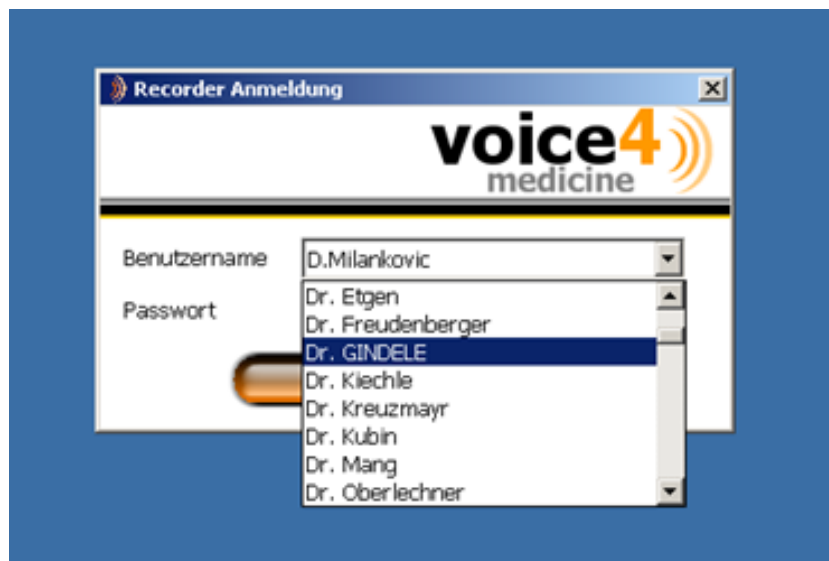 Recorder Anmeldung
voice4
medicine
Benutzername D.Milankovic
Passwort
Dr. Etgen
Dr. Freudenberger
Dr. GINDELE
Dr. Kiechle
Dr. Kreuzmayr
Dr. Kubin
Dr. Mang
Dr. Oberlechner